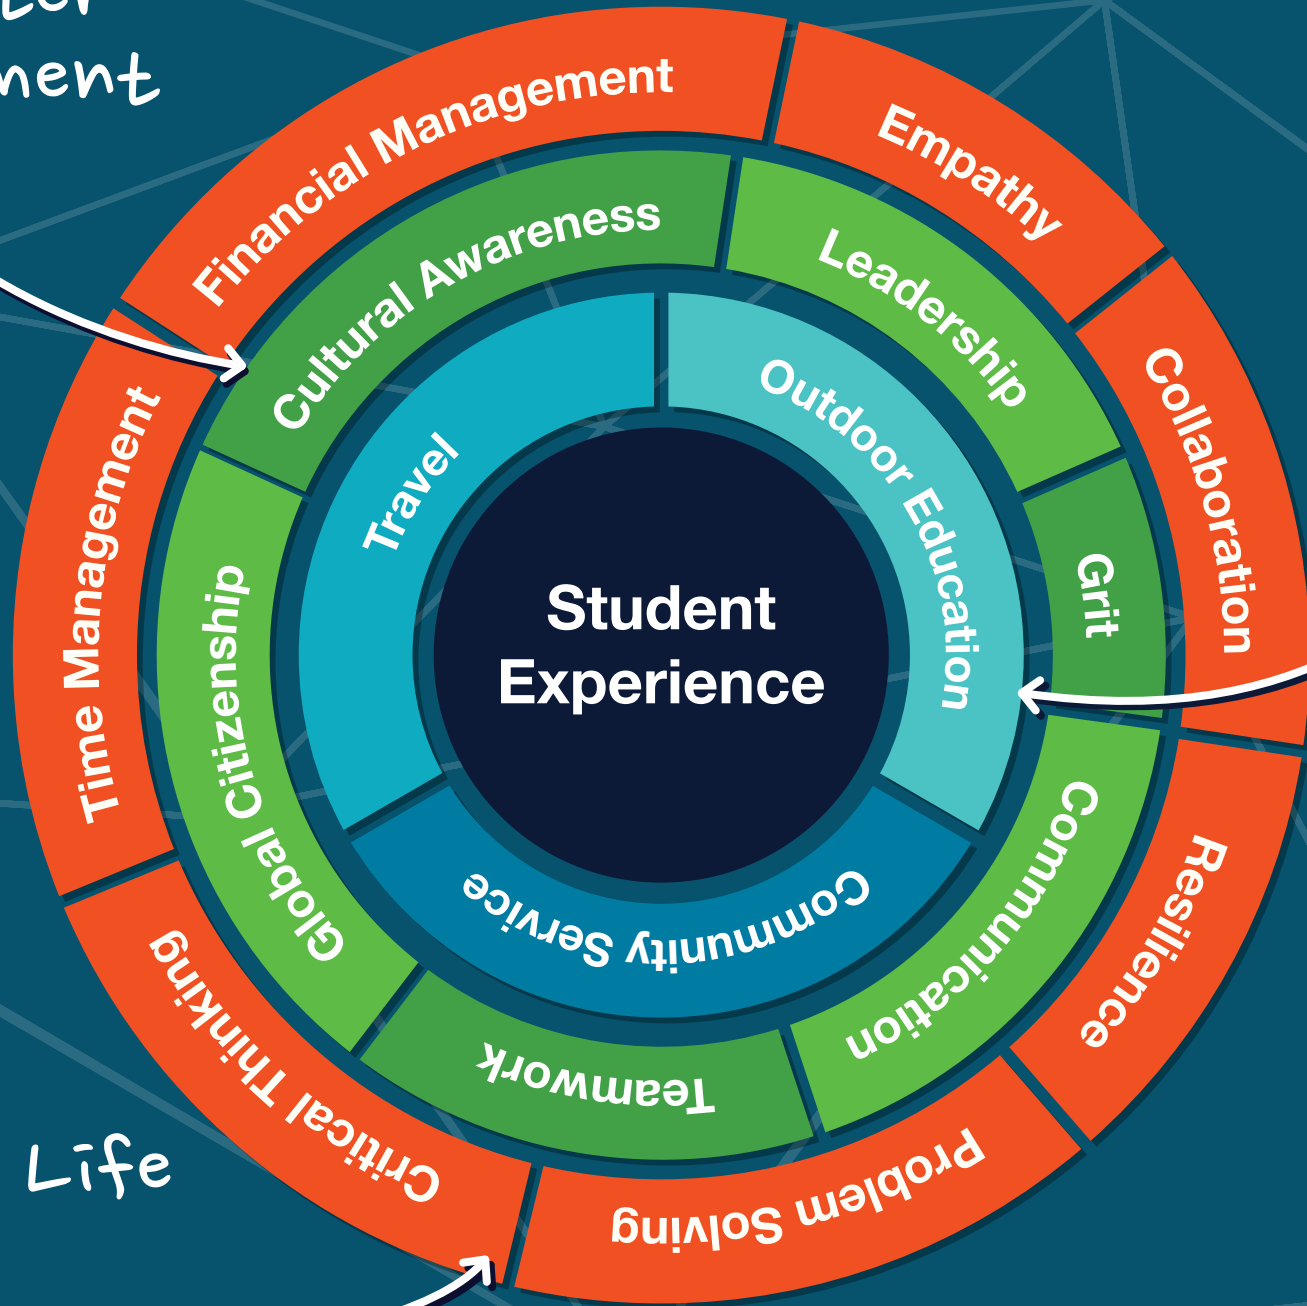 ment
Financial Management
Empathy
Collaboration
Resilience
Problem Solving
Critical Thinking
Time Management
Cultural Awareness
Leadership
Grit
Communication
Teamwork
Global Citizenship
Travel
Outdoor Education
Community Service
Student
Experience
Life